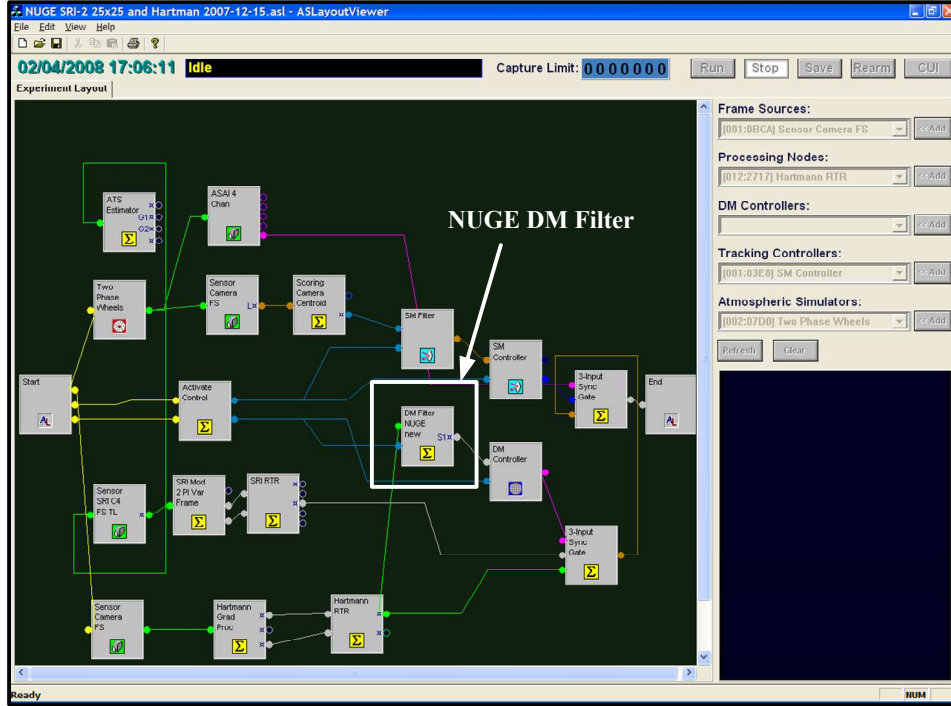 NUGE SRI-2 25x25 and Hartman 2007-12-15.asl - ASLayoutViewer
File Edit View Help
02/04/2008 17:06:11 Idle Capture Limit: 0000000 Run Stop Save Rearm CUI
Experiment Layout
Frame Sources:
[001:0BCA] Sensor Camera FS << Add
Processing Nodes:
[012:2717] Hartmann RTR << Add
DM Controllers:
<< Add
Tracking Controllers:
[001:03E8] SM Controller << Add
Atmospheric Simulators:
[002:07D0] Two Phase Wheels << Add
Refresh Clear
NUGE DM Filter
ATS
Estimator
G1
G2
Σ
ASAI 4
Chan
Two
Phase
Wheels
Sensor
Camera
FS
L
Scoring
Camera
Centroid
Σ
SM Filter
SM
Controller
3-Input
Sync
Gate
Σ
Start
AL
Activate
Control
Σ
DM Filter
NUGE
new
S1
Σ
End
AL
DM
Controller
Sensor
SRI C4
FS TL
SRI Mod
2 PI Var
Frame
Σ
SRI RTR
Σ
3-Input
Sync
Gate
Σ
Sensor
Camera
FS
Hartmann
Grad
Proc
Σ
Hartmann
RTR
Σ
Ready NUM